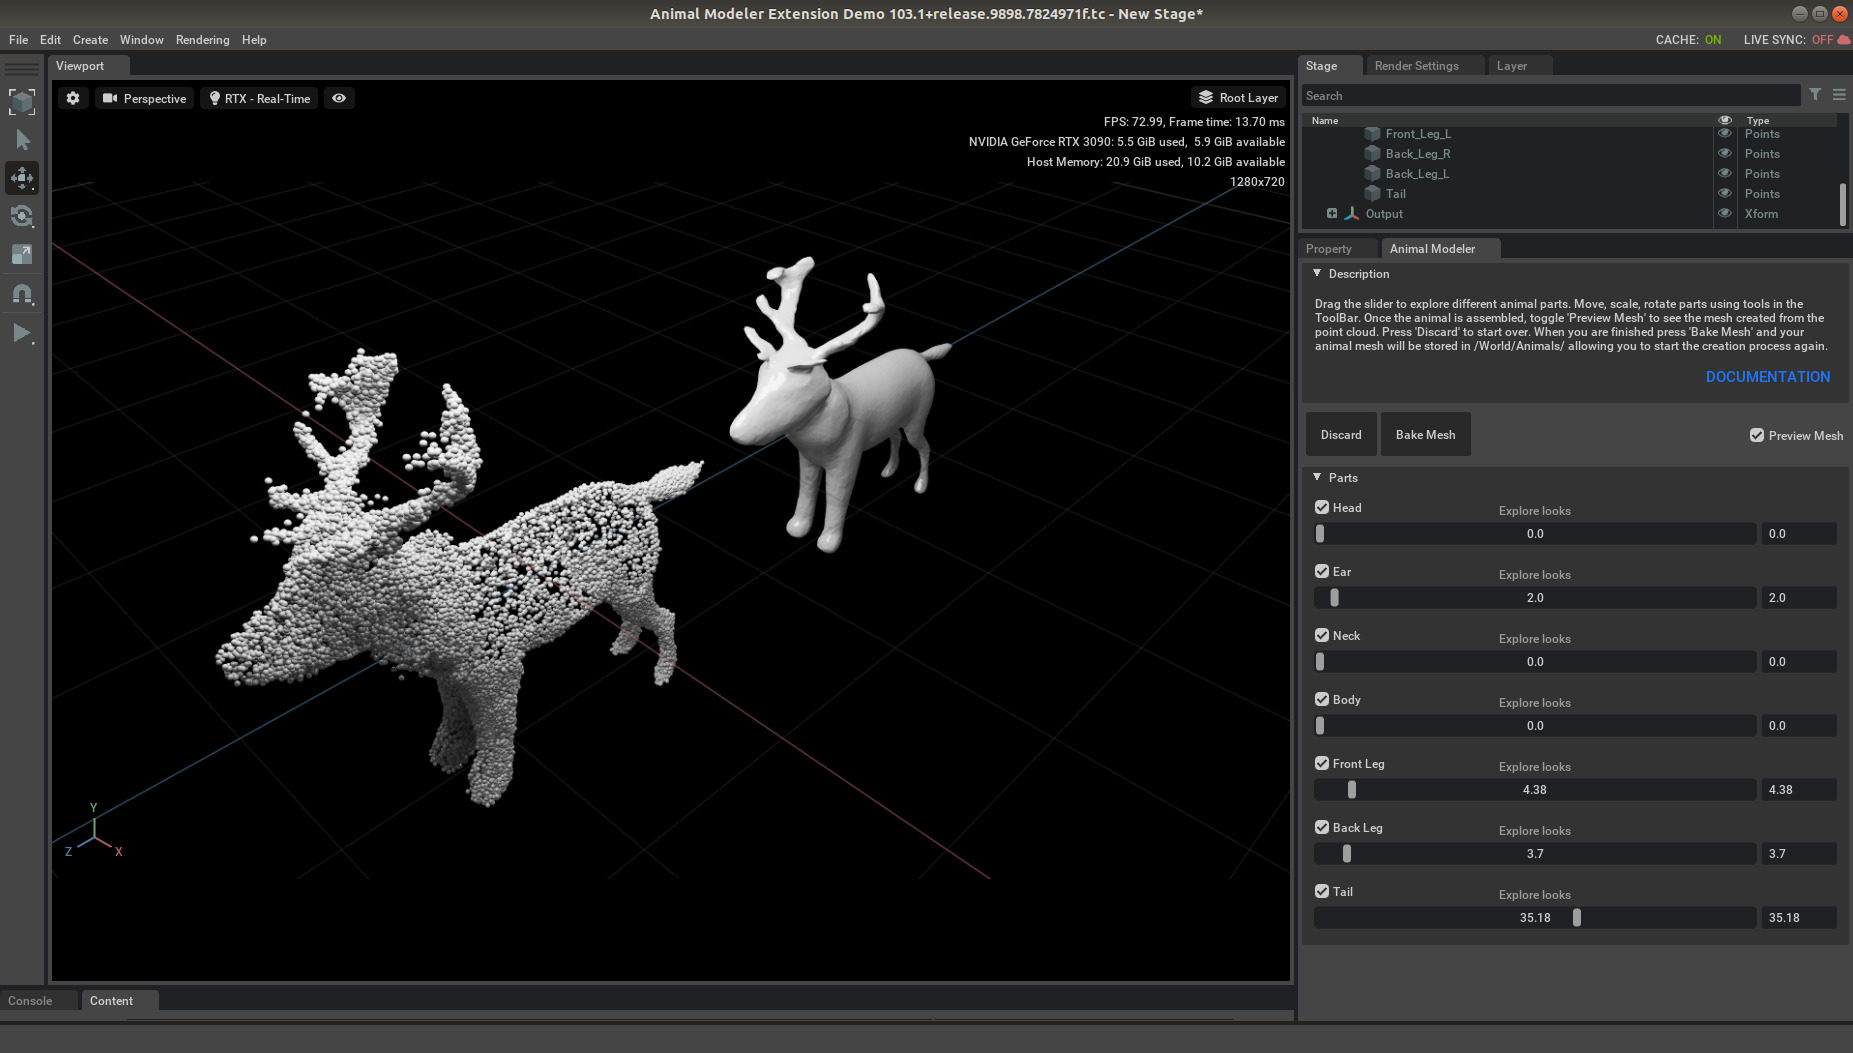 Animal Modeler Extension Demo 103.1+release.9898.7824971f.tc - New Stage*
File Edit Create Window Rendering Help
CACHE: ON LIVE SYNC: OFF
Viewport
Perspective RTX - Real-Time
Root Layer
FPS: 72.99, Frame time: 13.70 ms
NVIDIA GeForce RTX 3090: 5.5 GiB used, 5.9 GiB available
Host Memory: 20.9 GiB used, 10.2 GiB available
1280x720
Y
Z X
Console Content
Stage Render Settings Layer
Search
Name Type
Front_Leg_L Points
Back_Leg_R Points
Back_Leg_L Points
Tail Points
Output Xform
Property Animal Modeler
Description
Drag the slider to explore different animal parts. Move, scale, rotate parts using tools in the
ToolBar. Once the animal is assembled, toggle 'Preview Mesh' to see the mesh created from the
point cloud. Press 'Discard' to start over. When you are finished press 'Bake Mesh' and your
animal mesh will be stored in /World/Animals/ allowing you to start the creation process again.
DOCUMENTATION
Discard Bake Mesh Preview Mesh
Parts
Head Explore looks
0.0 0.0
Ear Explore looks
2.0 2.0
Neck Explore looks
0.0 0.0
Body Explore looks
0.0 0.0
Front Leg Explore looks
4.38 4.38
Back Leg Explore looks
3.7 3.7
Tail Explore looks
35.18 35.18